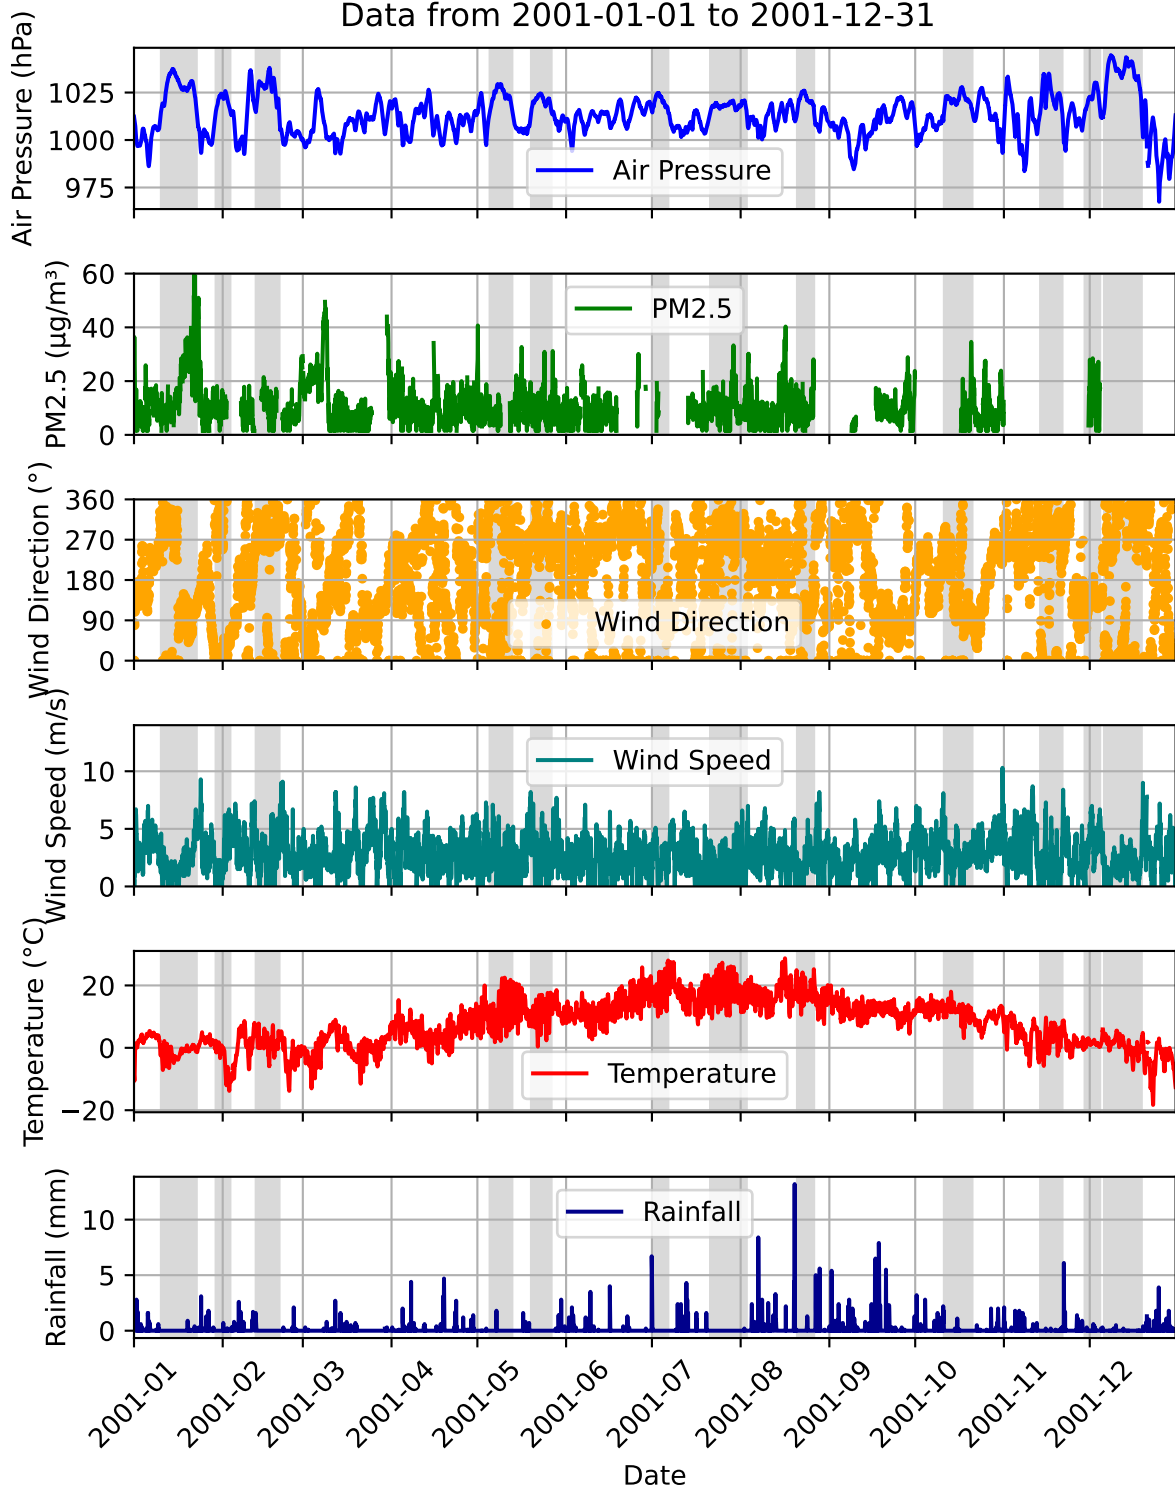 Data from 2001-01-01 to 2001-12-31
Air Pressure (hPa)
1025
1000
975
Air Pressure
PM2.5 (μg/m³)
60
40
20
0
PM2.5
Wind Direction (°)
360
270
180
90
0
Wind Direction
Wind Speed (m/s)
10
5
0
Wind Speed
Temperature (°C)
20
0
−20
Temperature
Rainfall (mm)
10
5
0
Rainfall
2001-01
2001-02
2001-03
2001-04
2001-05
2001-06
2001-07
2001-08
2001-09
2001-10
2001-11
2001-12
Date